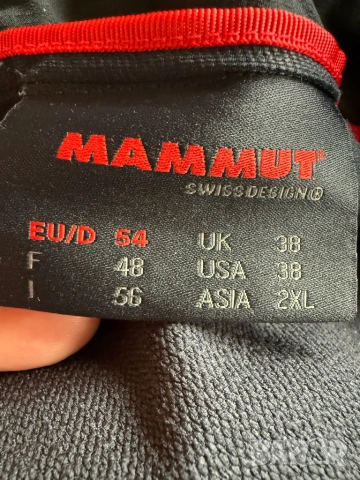 MAMMUT®
SWISS DESIGN®
EU/D 54 UK 38
F 48 USA 38
I 56 ASIA 2XL